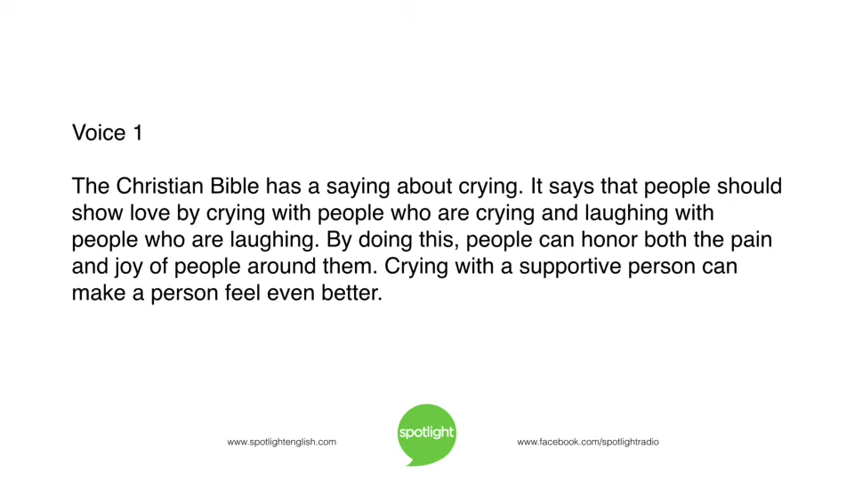 Voice 1
The Christian Bible has a saying about crying. It says that people should
show love by crying with people who are crying and laughing with
people who are laughing. By doing this, people can honor both the pain
and joy of people around them. Crying with a supportive person can
make a person feel even better.
www.spotlightenglish.com
spotlight
www.facebook.com/spotlightradio